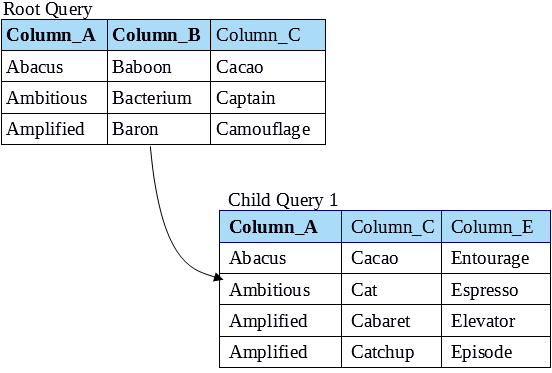 Root Query
Column_A Column_B Column_C
Abacus Baboon Cacao
Ambitious Bacterium Captain
Amplified Baron Camouflage
Child Query 1
Column_A Column_C Column_E
Abacus Cacao Entourage
Ambitious Cat Espresso
Amplified Cabaret Elevator
Amplified Catchup Episode